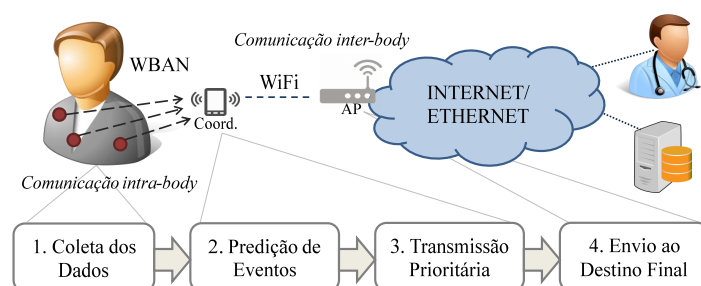 Comunicação inter-body
WBAN
WiFi
Coord.
AP
INTERNET/
ETHERNET
Comunicação intra-body
1. Coleta dos
Dados
2. Predição de
Eventos
3. Transmissão
Prioritária
4. Envio ao
Destino Final